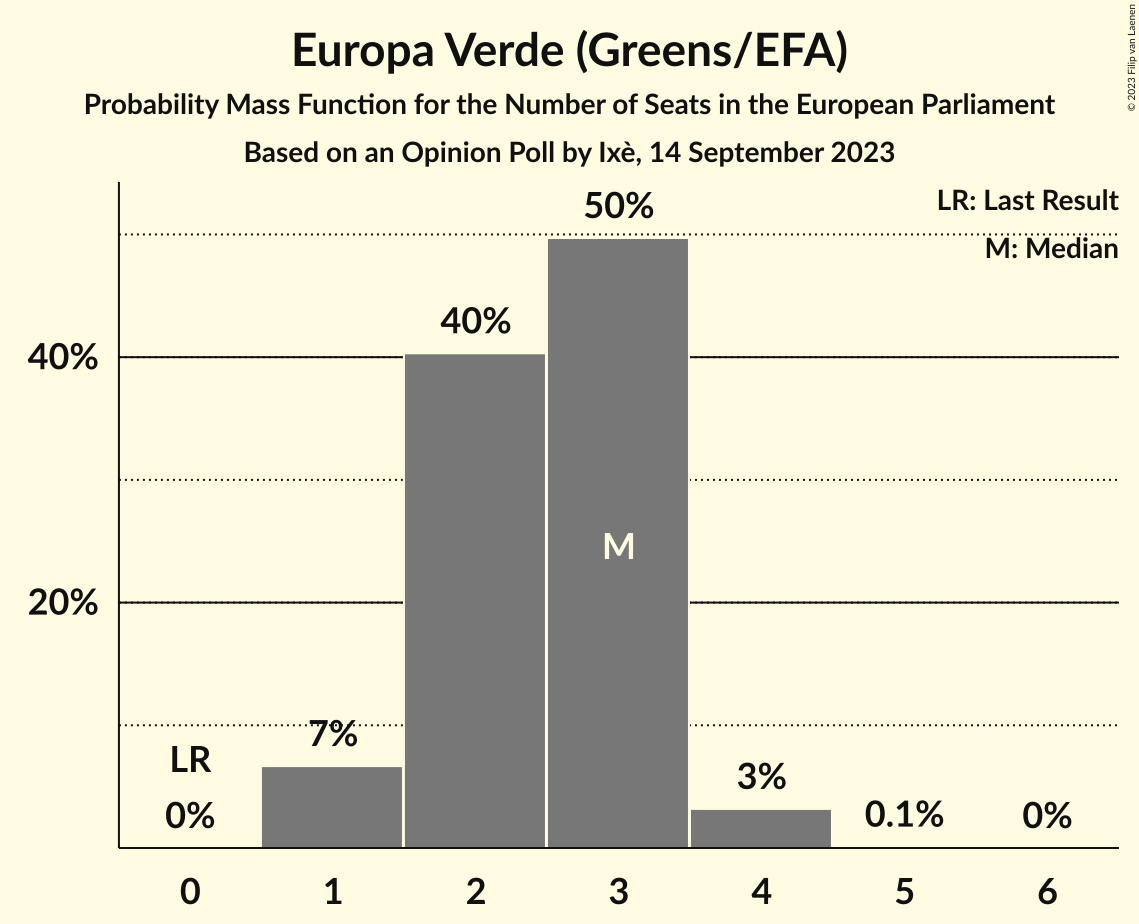 Europa Verde (Greens/EFA)
Probability Mass Function for the Number of Seats in the European Parliament
Based on an Opinion Poll by Ixè, 14 September 2023
© 2023 Filip van Laenen
LR: Last Result
M: Median
50%
40%
40%
20%
M
7%
LR
0%
3%
0.1%
0%
0 1 2 3 4 5 6